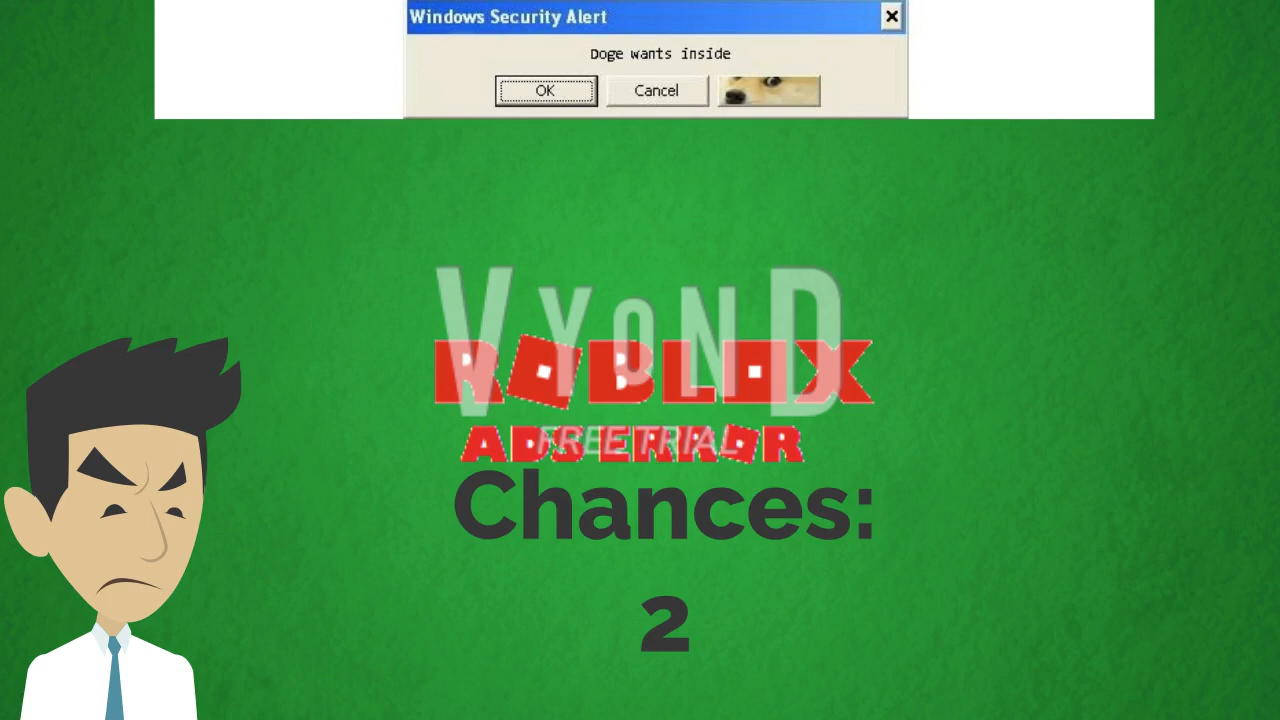 Windows Security Alert
Doge wants inside
OK Cancel
VYOND
ROBLOX
FREE TRIAL
ADS ERROR
Chances:
2